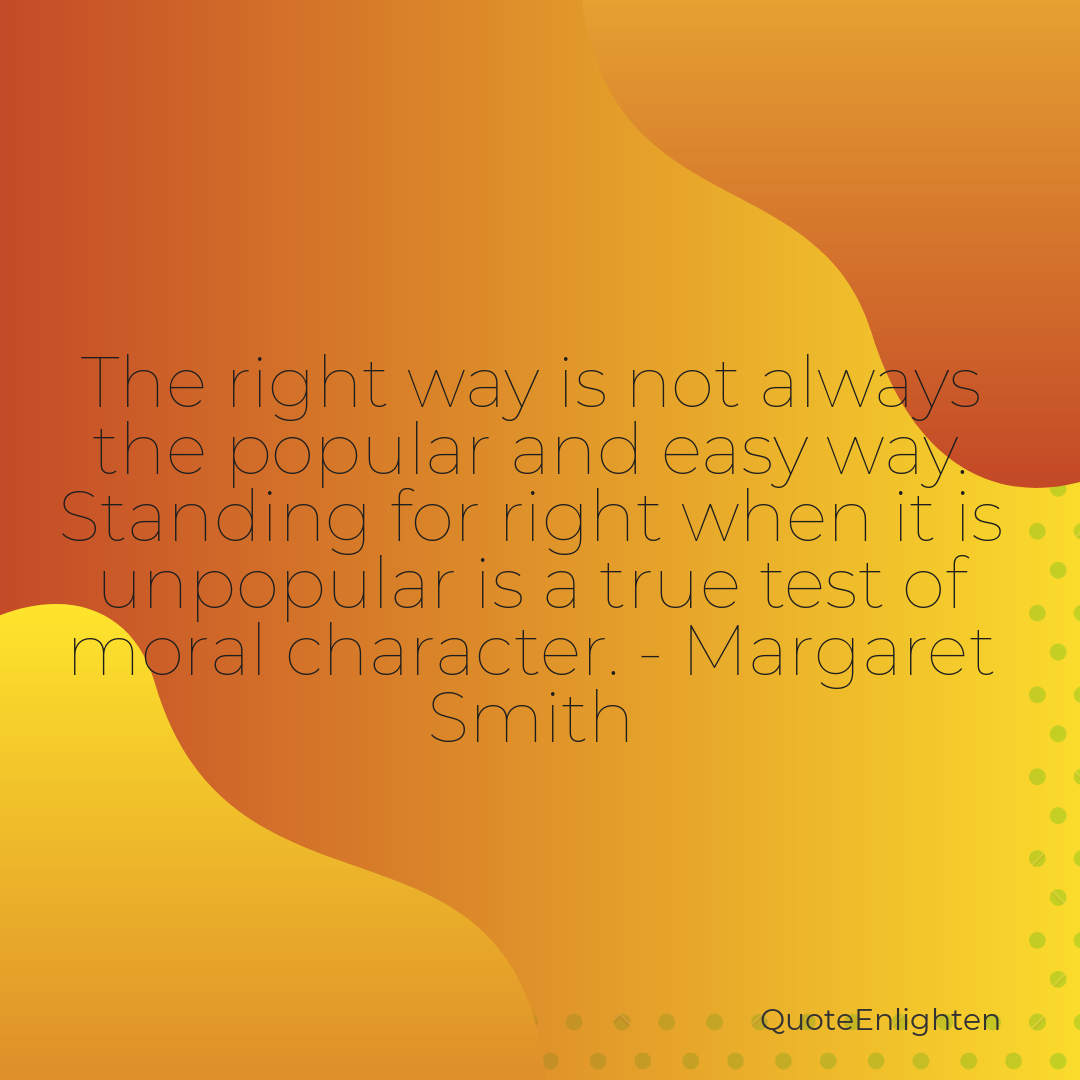 The right way is not always
the popular and easy way.
Standing for right when it is
unpopular is a true test of
moral character. - Margaret
Smith
QuoteEnlighten